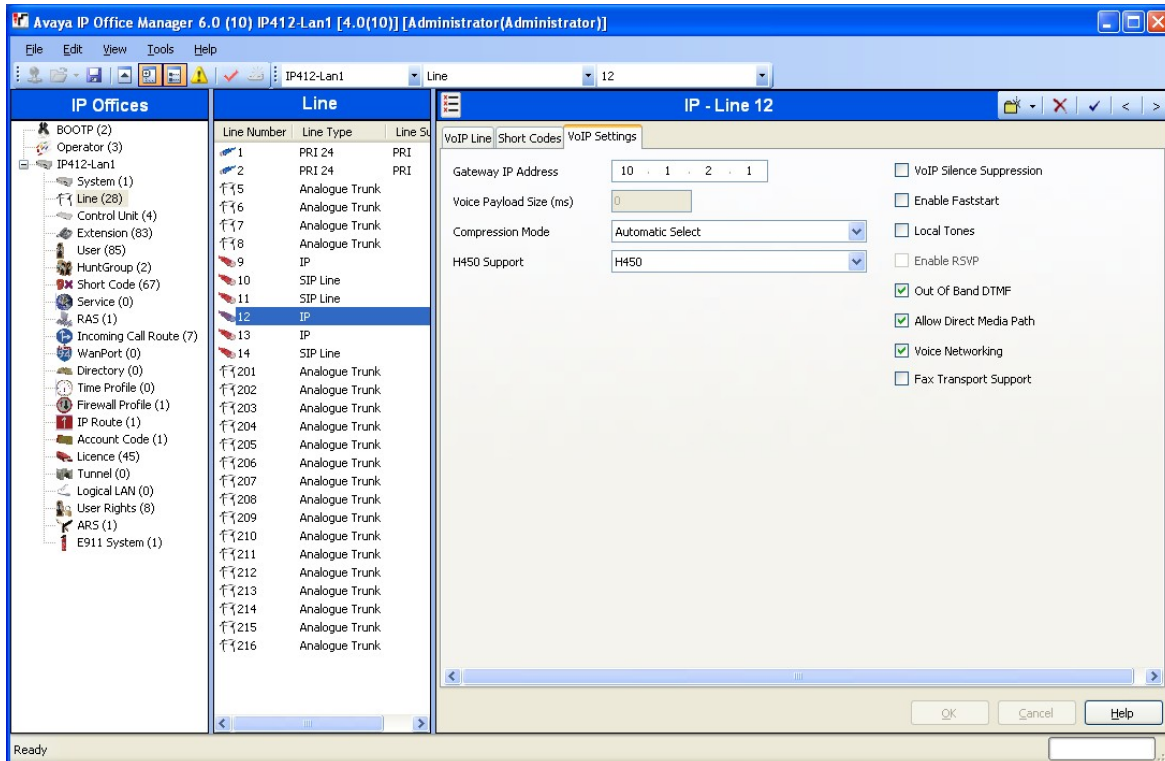 Avaya IP Office Manager 6.0 (10) IP412-Lan1 [4.0(10)] [Administrator(Administrator)]
File Edit View Tools Help
IP412-Lan1 Line 12
IP Offices
BOOTP (2)
Operator (3)
IP412-Lan1
System (1)
Line (28)
Control Unit (4)
Extension (83)
User (85)
HuntGroup (2)
Short Code (67)
Service (0)
RAS (1)
Incoming Call Route (7)
WanPort (0)
Directory (0)
Time Profile (0)
Firewall Profile (1)
IP Route (1)
Account Code (1)
Licence (45)
Tunnel (0)
Logical LAN (0)
User Rights (8)
ARS (1)
E911 System (1)
Line
Line Number Line Type Line Su
1 PRI 24 PRI
2 PRI 24 PRI
5 Analogue Trunk
6 Analogue Trunk
7 Analogue Trunk
8 Analogue Trunk
9 IP
10 SIP Line
11 SIP Line
12 IP
13 IP
14 SIP Line
201 Analogue Trunk
202 Analogue Trunk
203 Analogue Trunk
204 Analogue Trunk
205 Analogue Trunk
206 Analogue Trunk
207 Analogue Trunk
208 Analogue Trunk
209 Analogue Trunk
210 Analogue Trunk
211 Analogue Trunk
212 Analogue Trunk
213 Analogue Trunk
214 Analogue Trunk
215 Analogue Trunk
216 Analogue Trunk
IP - Line 12
VoIP Line Short Codes VoIP Settings
Gateway IP Address 10 . 1 . 2 . 1
Voice Payload Size (ms) 0
Compression Mode Automatic Select
H450 Support H450
VoIP Silence Suppression
Enable Faststart
Local Tones
Enable RSVP
Out Of Band DTMF
Allow Direct Media Path
Voice Networking
Fax Transport Support
OK Cancel Help
Ready